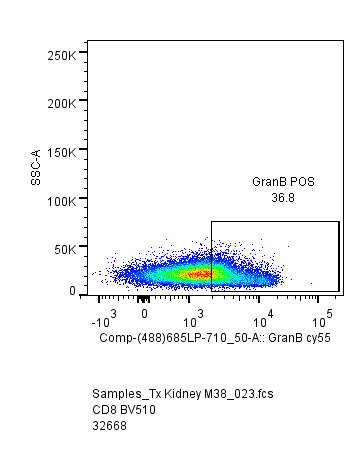 250K
200K
150K
100K
50K
0
SSC-A
GranB POS
36.8
-10^3 0 10^3 10^4 10^5
Comp-(488)685LP-710_50-A:: GranB cy55
Samples_Tx Kidney M38_023.fcs
CD8 BV510
32668